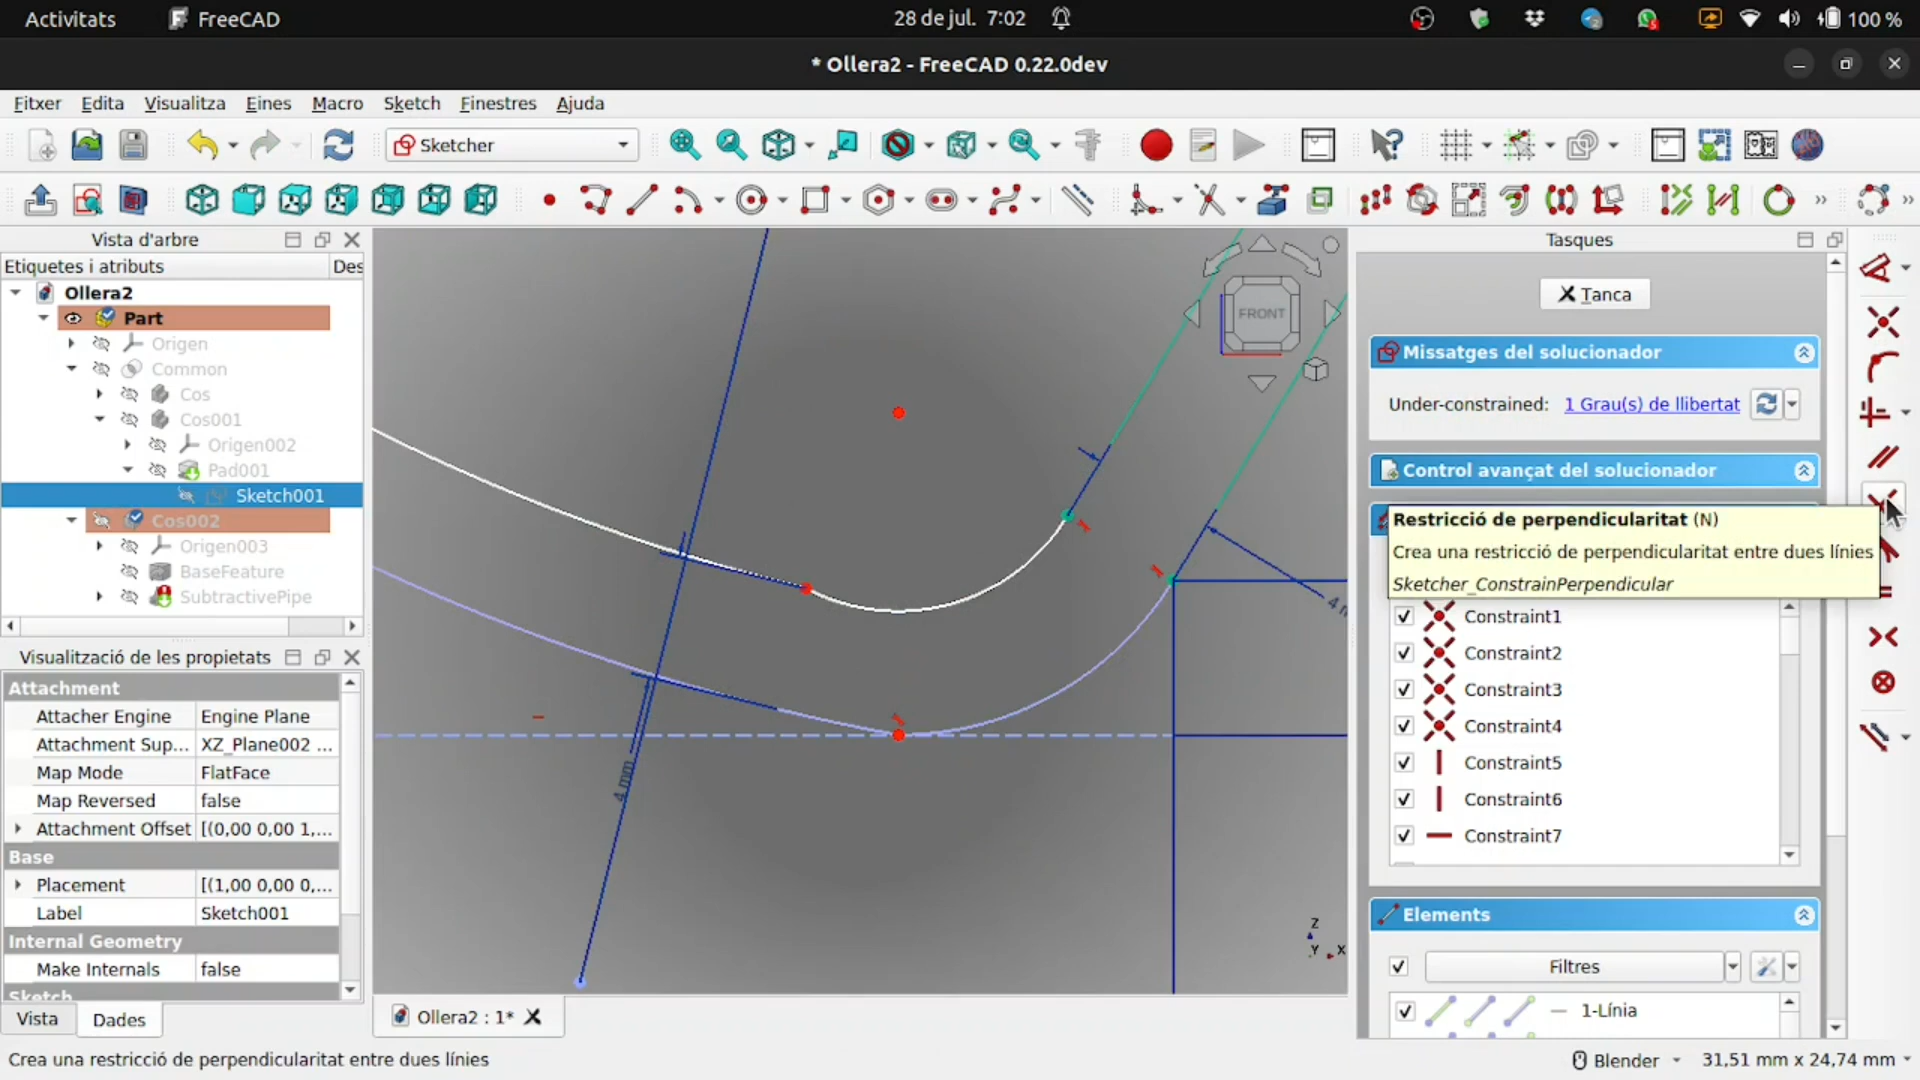 Activitats
FreeCAD
28 de jul. 7:02
100 %
* Ollera2 - FreeCAD 0.22.0dev
Fitxer Edita Visualitza Eines Macro Sketch Finestres Ajuda
Sketcher
Vista d'arbre
Etiquetes i atributs
Des
Ollera2
Part
Origen
Common
Cos
Cos001
Origen002
Pad001
Sketch001
Cos002
Origen003
BaseFeature
SubtractivePipe
Visualització de les propietats
Attachment
Attacher Engine Engine Plane
Attachment Sup... XZ_Plane002 ...
Map Mode FlatFace
Map Reversed false
Attachment Offset [(0,00 0,00 1,...
Base
Placement [(1,00 0,00 0,...
Label Sketch001
Internal Geometry
Make Internals false
Sketch
Vista Dades
FRONT
4 mm
Z
Y X
Ollera2 : 1*
Tasques
Tanca
Missatges del solucionador
Under-constrained: 1 Grau(s) de llibertat
Control avançat del solucionador
Restricció de perpendicularitat (N)
Crea una restricció de perpendicularitat entre dues línies
Sketcher_ConstrainPerpendicular
Constraint1
Constraint2
Constraint3
Constraint4
Constraint5
Constraint6
Constraint7
Elements
Filtres
1-Línia
Crea una restricció de perpendicularitat entre dues línies
Blender
31,51 mm x 24,74 mm